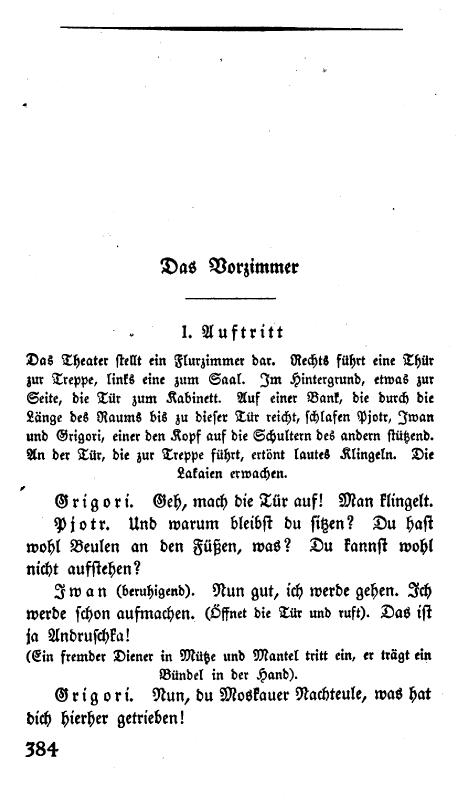 Das Vorzimmer
1. Auftritt
Das Theater stellt ein Flurzimmer dar. Rechts führt eine Thür
zur Treppe, links eine zum Saal. Im Hintergrund, etwas zur
Seite, die Tür zum Kabinett. Auf einer Bank, die durch die
Länge des Raums bis zu dieser Tür reicht, schlafen Pjotr, Iwan
und Grigori, einer den Kopf auf die Schultern des andern stützend.
An der Tür, die zur Treppe führt, ertönt lautes Klingeln. Die
Lakaien erwachen.
Grigori. Geh, mach die Tür auf! Man klingelt.
Pjotr. Und warum bleibst du sitzen? Du hast
wohl Beulen an den Füßen, was? Du kannst wohl
nicht aufstehen?
Iwan (beruhigend). Nun gut, ich werde gehen. Ich
werde schon aufmachen. (Öffnet die Tür und ruft). Das ist
ja Andruschka!
(Ein fremder Diener in Mütze und Mantel tritt ein, er trägt ein
Bündel in der Hand).
Grigori. Nun, du Moskauer Nachteule, was hat
dich hierher getrieben!
384